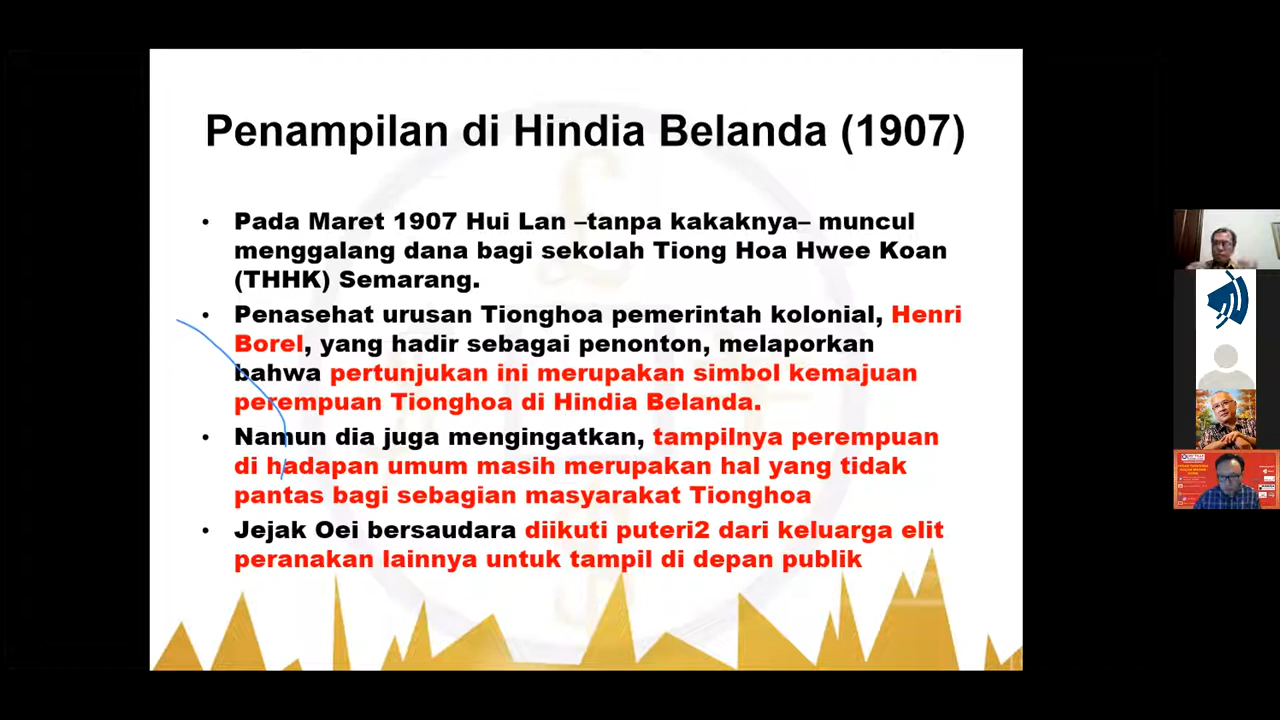 Penampilan di Hindia Belanda (1907)
• Pada Maret 1907 Hui Lan –tanpa kakaknya– muncul
menggalang dana bagi sekolah Tiong Hoa Hwee Koan
(THHK) Semarang.
• Penasehat urusan Tionghoa pemerintah kolonial, Henri
Borel, yang hadir sebagai penonton, melaporkan
bahwa pertunjukan ini merupakan simbol kemajuan
perempuan Tionghoa di Hindia Belanda.
• Namun dia juga mengingatkan, tampilnya perempuan
di hadapan umum masih merupakan hal yang tidak
pantas bagi sebagian masyarakat Tionghoa
• Jejak Oei bersaudara diikuti puteri2 dari keluarga elit
peranakan lainnya untuk tampil di depan publik